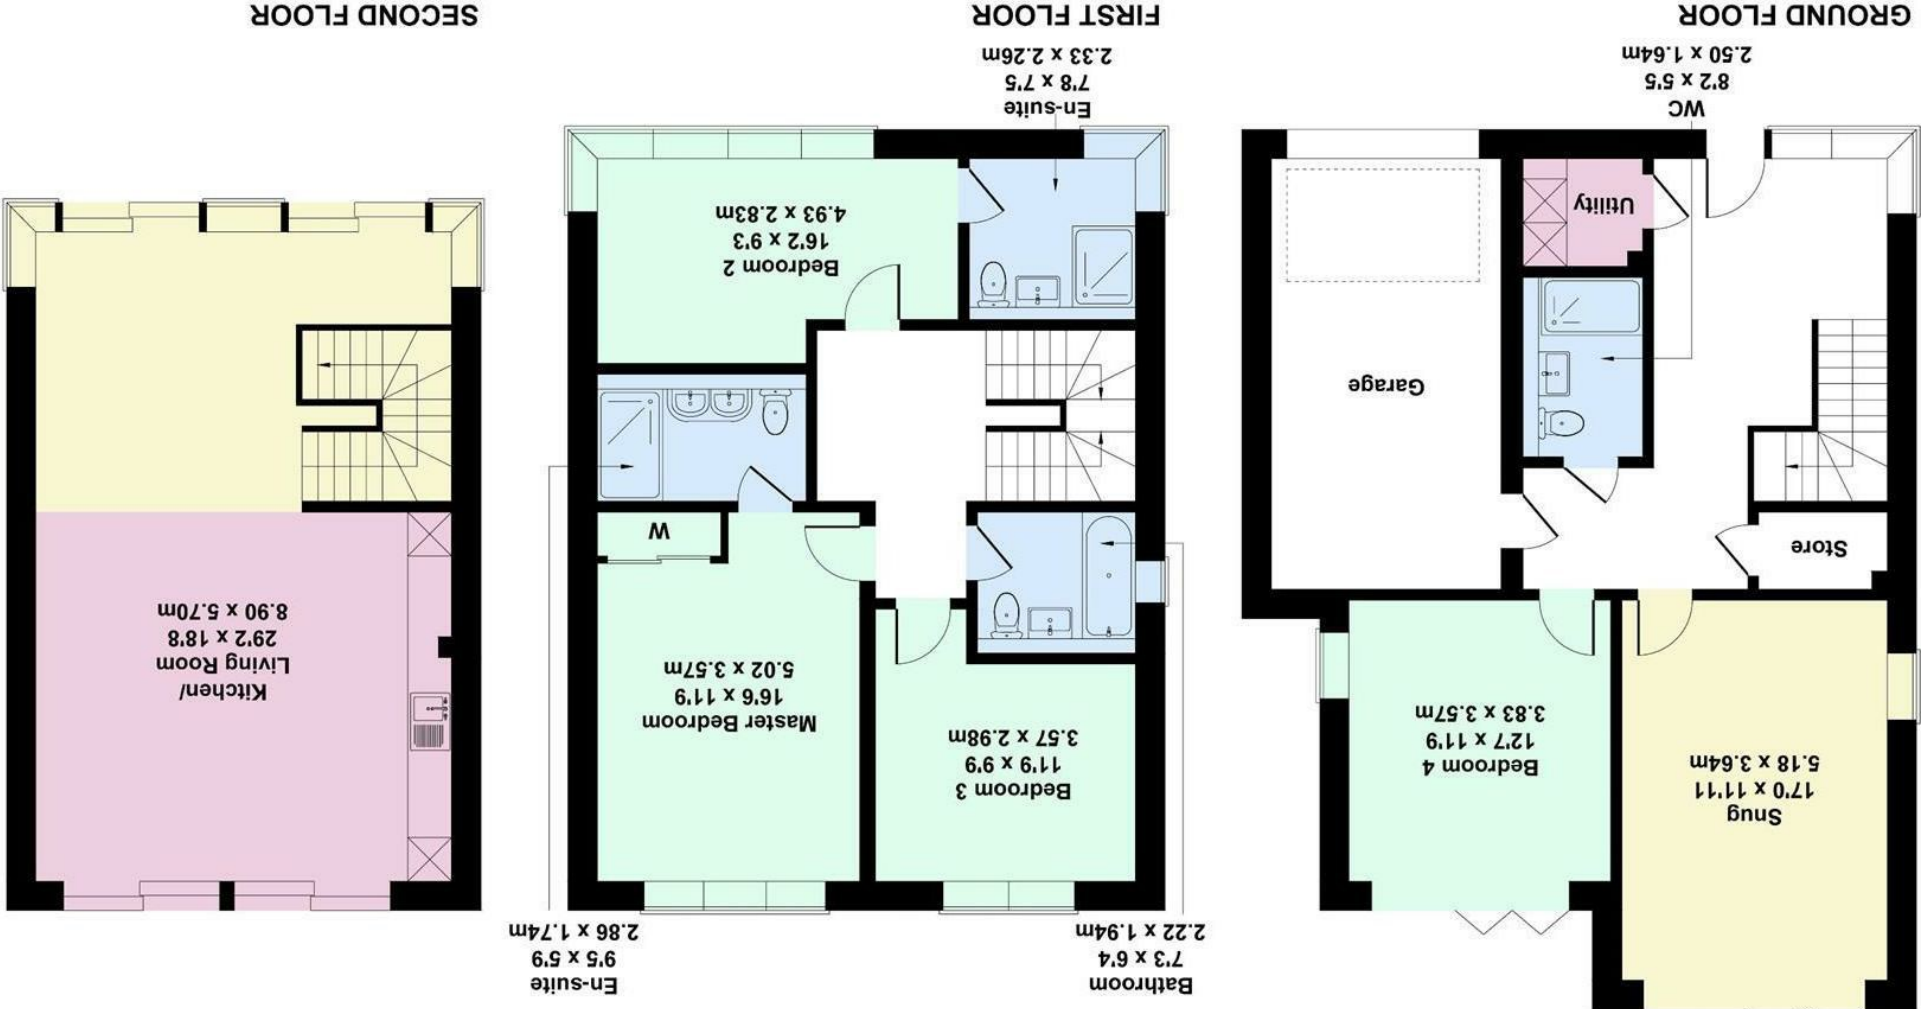 Snug
17'0 x 11'11
5.18 x 3.64m
Bedroom 4
12'7 x 11'9
3.83 x 3.57m
Store
Garage
Utility
WC
8'2 x 5'5
2.50 x 1.64m
GROUND FLOOR
Bathroom
7'3 x 6'4
2.22 x 1.94m
En-suite
9'5 x 5'9
2.86 x 1.74m
Bedroom 3
11'9 x 9'9
3.57 x 2.98m
Master Bedroom
16'6 x 11'9
5.02 x 3.57m
W
Bedroom 2
16'2 x 9'3
4.93 x 2.83m
En-suite
7'8 x 7'5
2.33 x 2.26m
FIRST FLOOR
Kitchen/
Living Room
29'2 x 18'8
8.90 x 5.70m
SECOND FLOOR